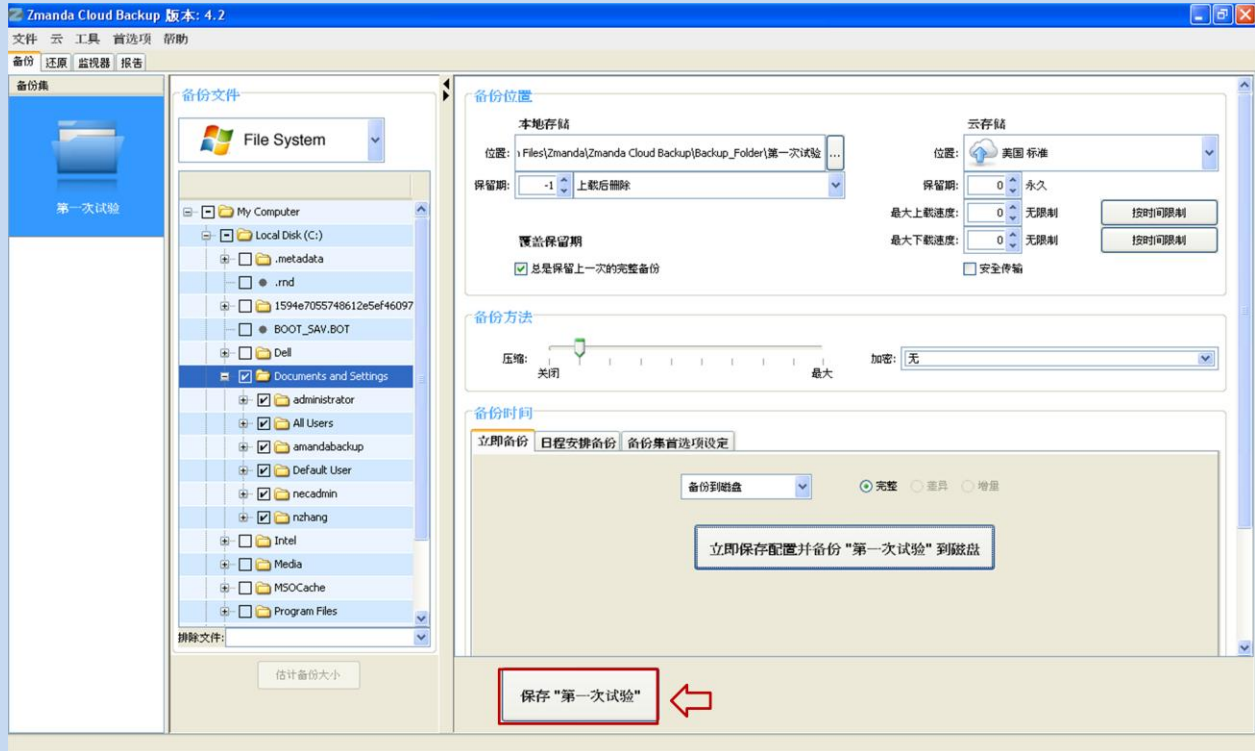 Zmanda Cloud Backup 版本: 4.2
文件 云 工具 首选项 帮助
备份 还原 监视器 报告
备份集
第一次试验
备份文件
File System
My Computer
Local Disk (C:)
.metadata
.rnd
1594e7055748612e5ef46097
BOOT_SAV.BOT
Dell
Documents and Settings
administrator
All Users
amandabackup
Default User
necadmin
nzhang
Intel
Media
MSOCache
Program Files
排除文件:
估计备份大小
备份位置
本地存储 云存储
位置: ) Files\Zmanda\Zmanda Cloud Backup\Backup_Folder\第一次试验 ... 位置: 美国 标准
保留期: -1 上载后删除 保留期: 0 永久
最大上载速度: 0 无限制 按时间限制
覆盖保留期 最大下载速度: 0 无限制 按时间限制
总是保留上一次的完整备份 安全传输
备份方法
压缩: 加密: 无
关闭 最大
备份时间
立即备份 日程安排备份 备份集首选项设定
备份到磁盘 完整 差异 增量
立即保存配置并备份 "第一次试验" 到磁盘
保存 "第一次试验"